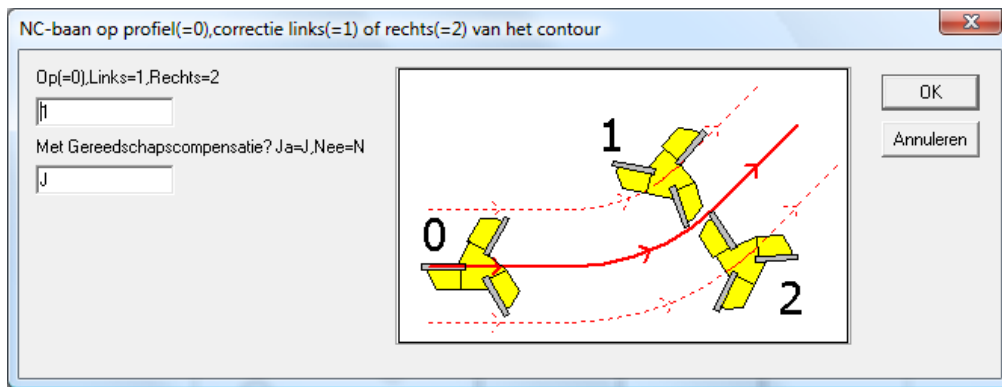 NC-baan op profiel(=0),correctie links(=1) of rechts(=2) van het contour
Op(=0),Links=1,Rechts=2
1
Met Gereedschapscompensatie? Ja=J,Nee=N
J
1
0
2
OK
Annuleren